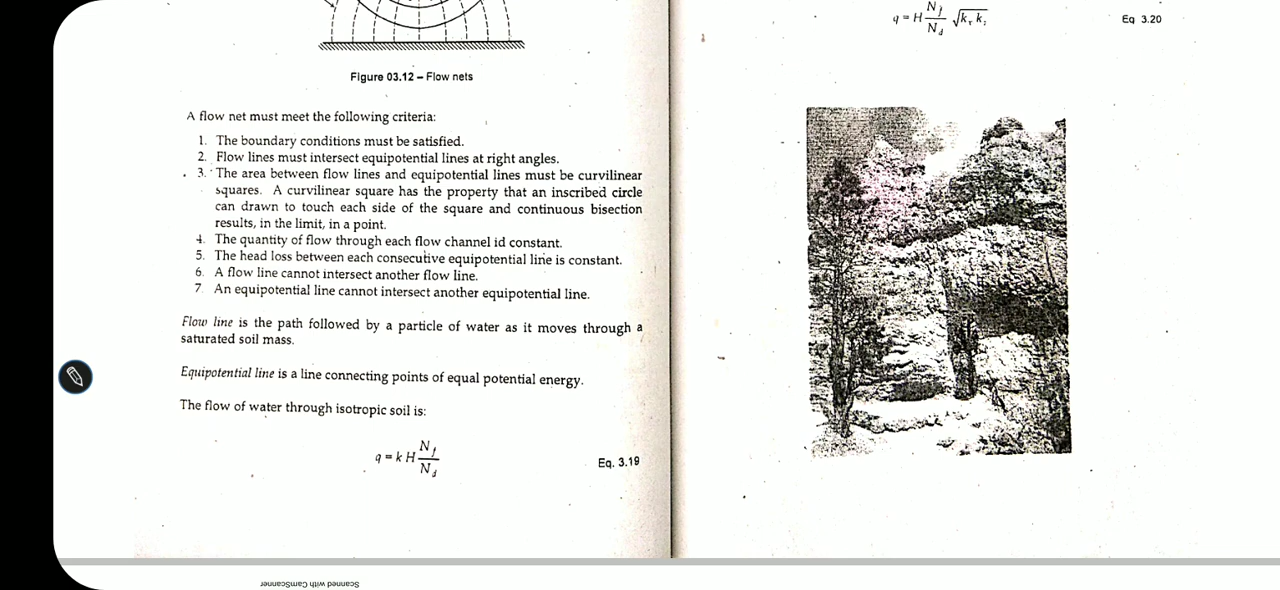 Figure 03.12 – Flow nets
A flow net must meet the following criteria:
1. The boundary conditions must be satisfied.
2. Flow lines must intersect equipotential lines at right angles.
3. The area between flow lines and equipotential lines must be curvilinear
squares. A curvilinear square has the property that an inscribed circle
can drawn to touch each side of the square and continuous bisection
results, in the limit, in a point.
4. The quantity of flow through each flow channel id constant.
5. The head loss between each consecutive equipotential line is constant.
6. A flow line cannot intersect another flow line.
7. An equipotential line cannot intersect another equipotential line.
Flow line is the path followed by a particle of water as it moves through a
saturated soil mass.
Equipotential line is a line connecting points of equal potential energy.
The flow of water through isotropic soil is:
q = k H N_f / N_d Eq. 3.19
q = H N_f / N_d √k_x k_z Eq 3.20
Scanned with CamScanner